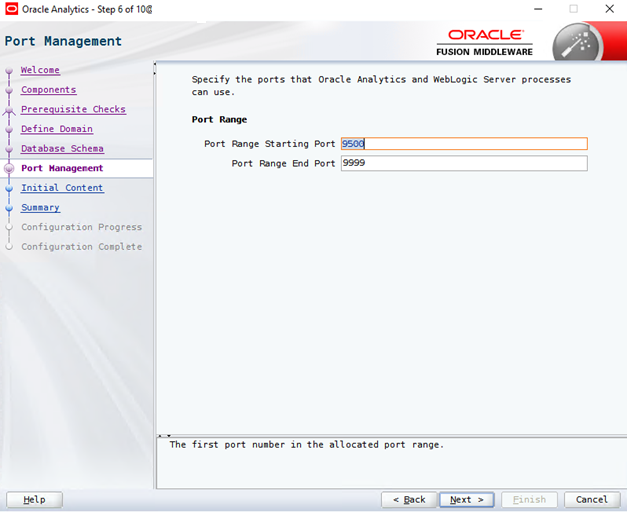 Oracle Analytics - Step 6 of 10@
Port Management
ORACLE
FUSION MIDDLEWARE
Welcome
Components
Prerequisite Checks
Define Domain
Database Schema
Port Management
Initial Content
Summary
Configuration Progress
Configuration Complete
Specify the ports that Oracle Analytics and WebLogic Server processes
can use.
Port Range
Port Range Starting Port 9500
Port Range End Port 9999
The first port number in the allocated port range.
Help
< Back
Next >
Finish
Cancel